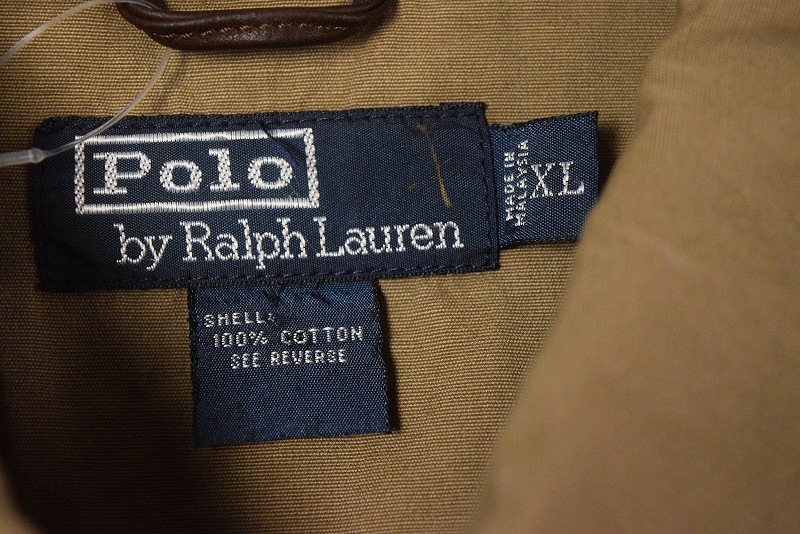 Polo
by Ralph Lauren
MADE IN
MALAYSIA
XL
SHELL:
100% COTTON
SEE REVERSE